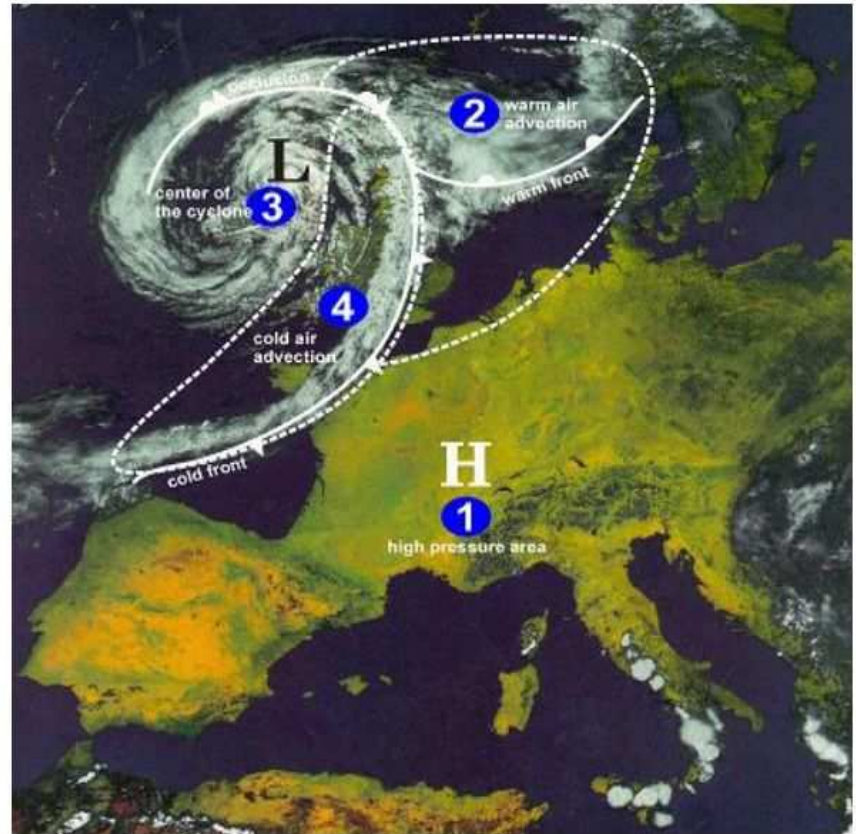 occlusion
2
warm air
advection
L
center of
the cyclone
3
warm front
4
cold air
advection
cold front
H
1
high pressure area